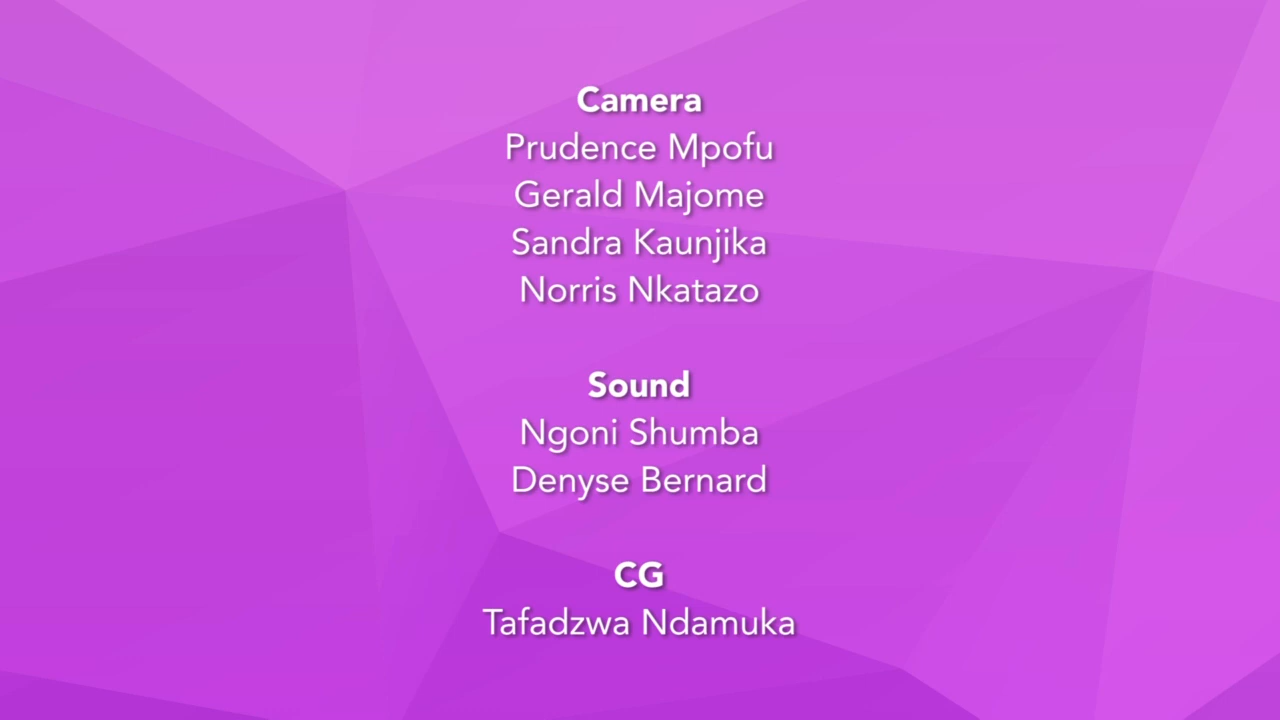 Camera
Prudence Mpofu
Gerald Majome
Sandra Kaunjika
Norris Nkatazo
Sound
Ngoni Shumba
Denyse Bernard
CG
Tafadzwa Ndamuka